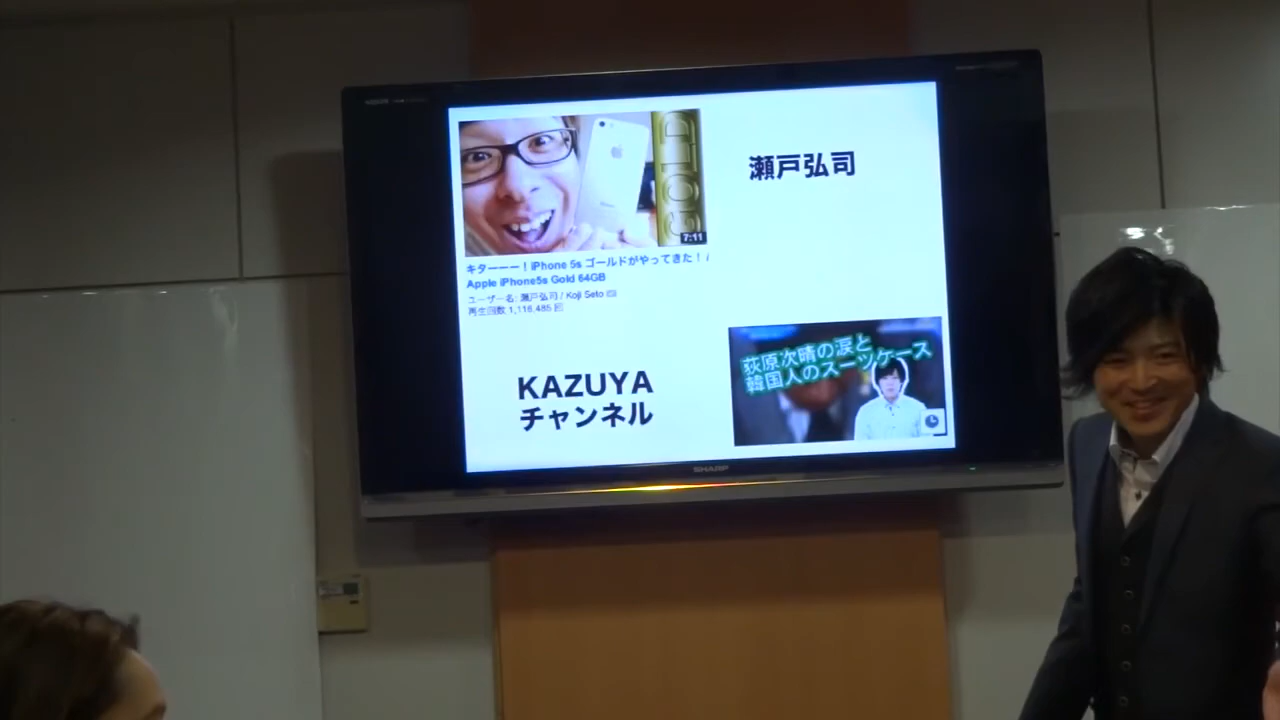 GOLD
7:11
瀬戸弘司
キターーー！iPhone 5s ゴールドがやってきた！/
Apple iPhone5s Gold 64GB
ユーザー名: 瀬戸弘司 / Koji Seto
再生回数 1,116,485 回
荻原次晴の涙と
韓国人のスーツケース
KAZUYA
チャンネル
SHARP